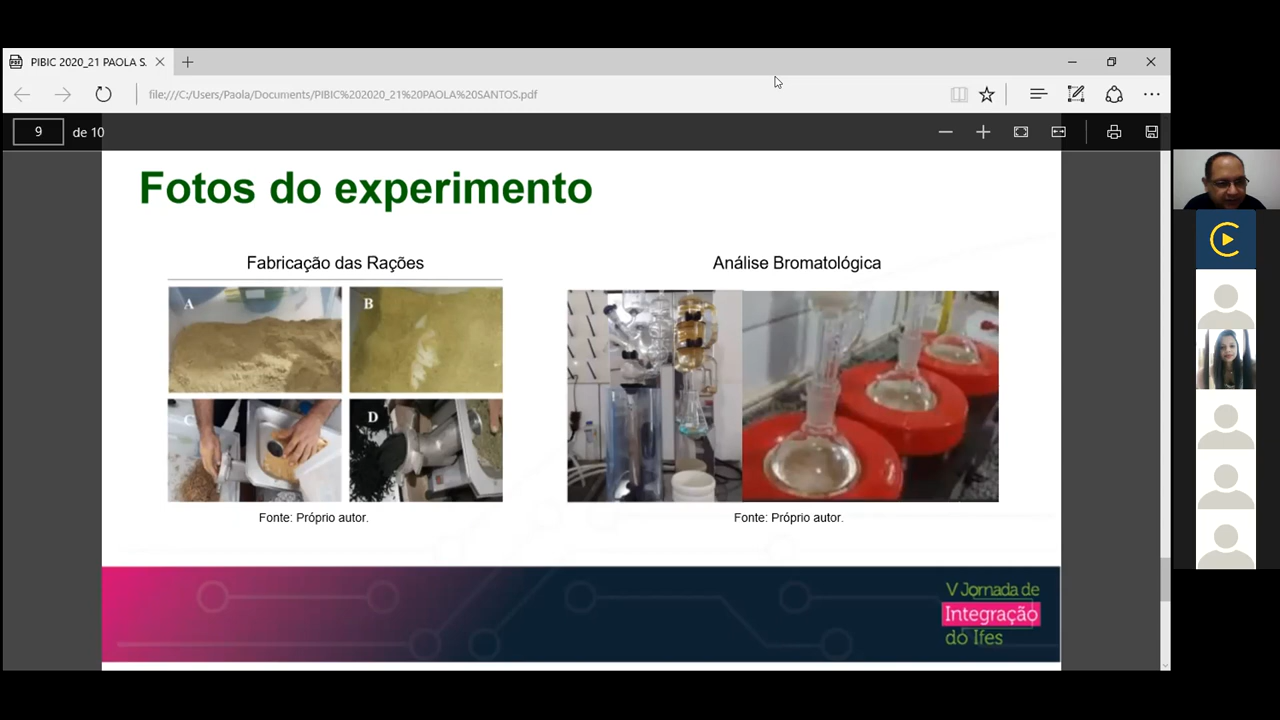 PIBIC 2020_21 PAOLA S.
file:///C:/Users/Paola/Documents/PIBIC%202020_21%20PAOLA%20SANTOS.pdf
9 de 10
Fotos do experimento
Fabricação das Rações
Análise Bromatológica
A
B
C
D
Fonte: Próprio autor.
Fonte: Próprio autor.
V Jornada de
Integração
do Ifes